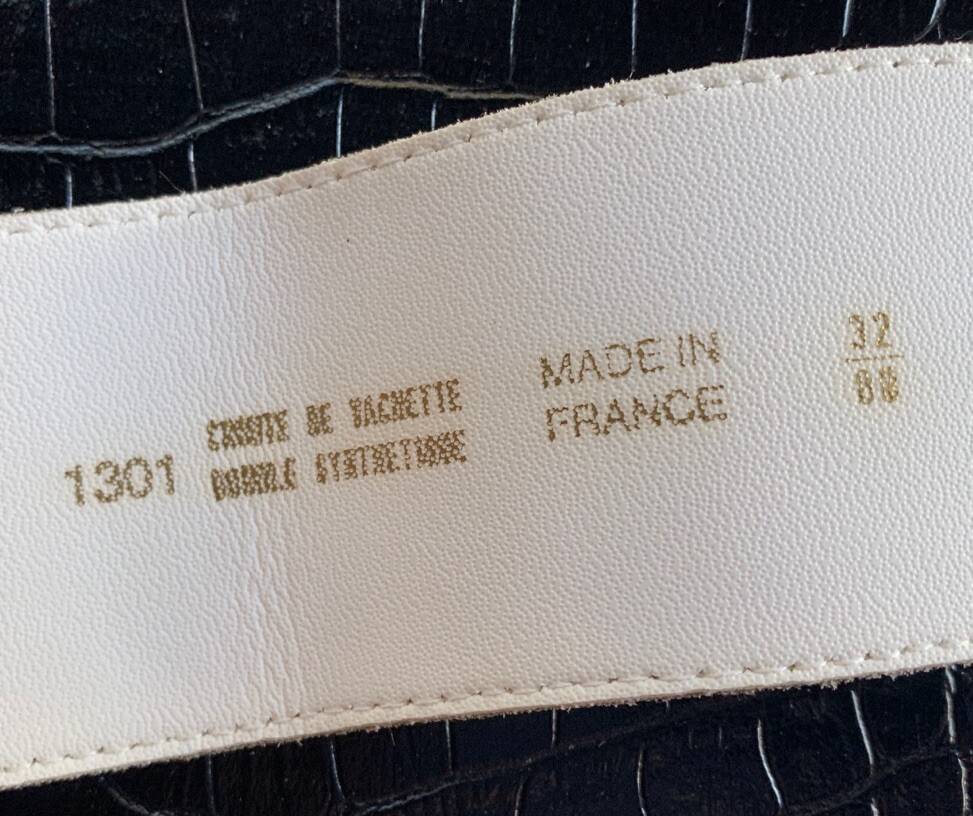 1301
CROUTE DE VACHETTE
DOUBLE SYNTHETIQUE
MADE IN
FRANCE
32
80